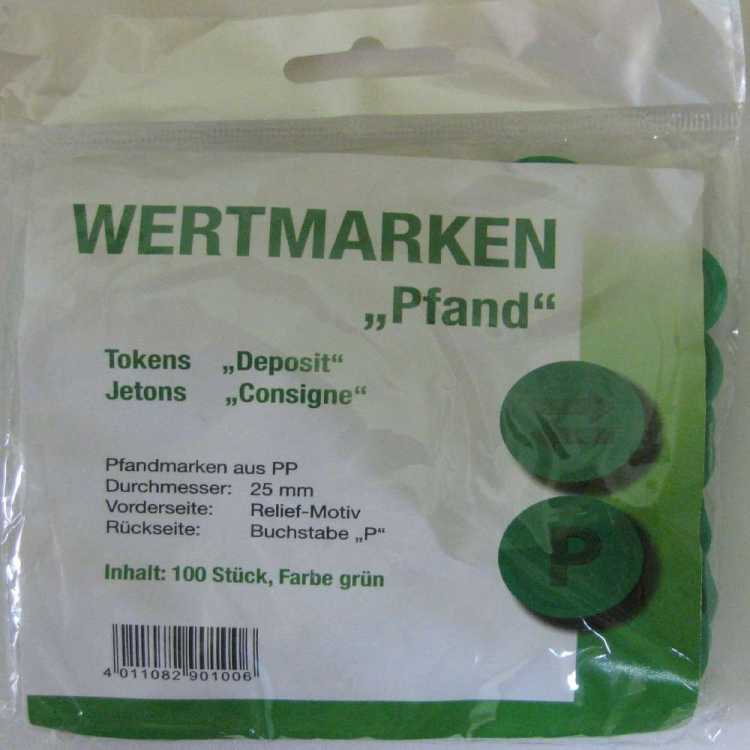 WERTMARKEN
„Pfand“
Tokens „Deposit“
Jetons „Consigne“
Pfandmarken aus PP
Durchmesser: 25 mm
Vorderseite: Relief-Motiv
Rückseite: Buchstabe „P“
Inhalt: 100 Stück, Farbe grün
4 011082 901006
P